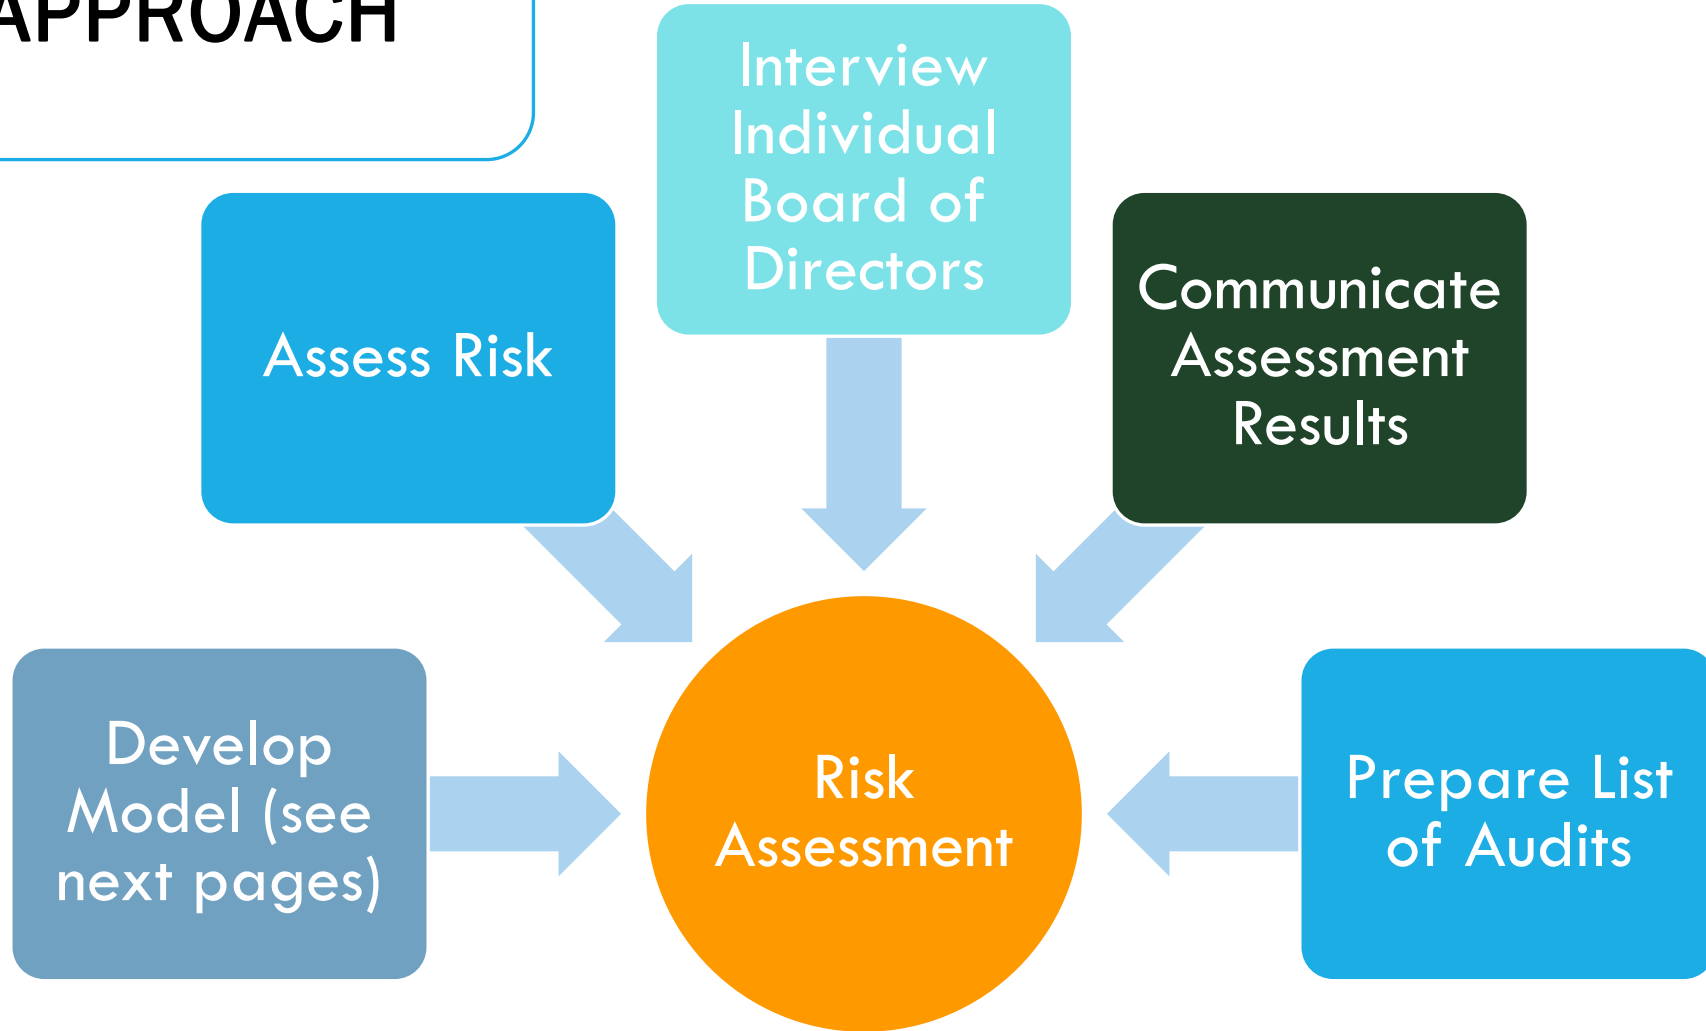 APPROACH
Interview
Individual
Board of
Directors
Assess Risk
Communicate
Assessment
Results
Develop
Model (see
next pages)
Risk
Assessment
Prepare List
of Audits